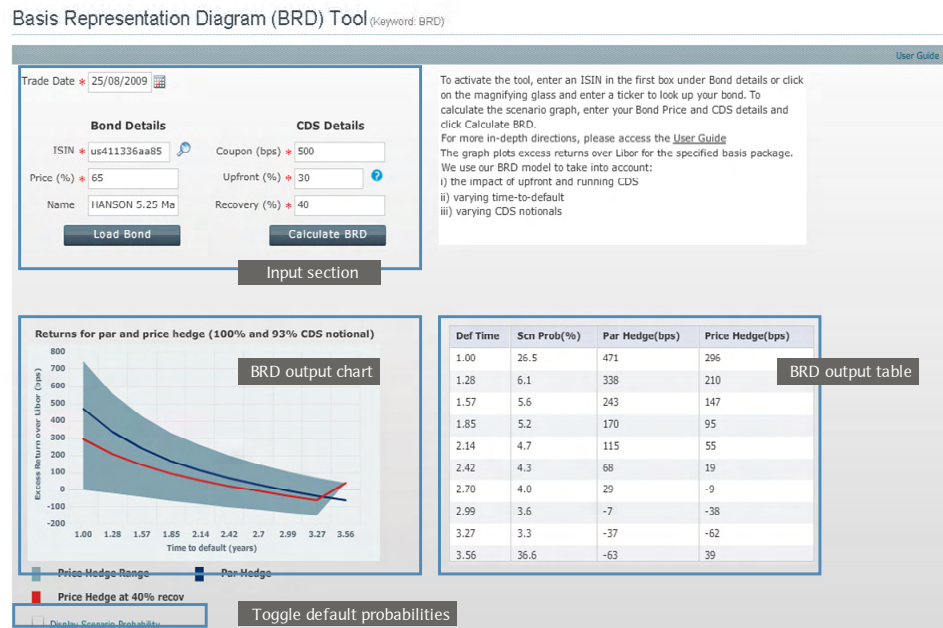 Basis Representation Diagram (BRD) Tool (Keyword: BRD)
User Guide
Trade Date * 25/08/2009
Bond Details
CDS Details
ISIN * us411336aa85
Coupon (bps) * 500
Price (%) * 65
Upfront (%) * 30 ?
Name HANSON 5.25 Ma
Recovery (%) * 40
Load Bond
Calculate BRD
Input section
To activate the tool, enter an ISIN in the first box under Bond details or click
on the magnifying glass and enter a ticker to look up your bond. To
calculate the scenario graph, enter your Bond Price and CDS details and
click Calculate BRD.
For more in-depth directions, please access the User Guide
The graph plots excess returns over Libor for the specified basis package.
We use our BRD model to take into account:
i) the impact of upfront and running CDS
ii) varying time-to-default
iii) varying CDS notionals
Returns for par and price hedge (100% and 93% CDS notional)
BRD output chart
Excess Return over Libor (bps)
800
700
600
500
400
300
200
100
0
-100
-200
1.00 1.28 1.57 1.85 2.14 2.42 2.7 2.99 3.27 3.56
Time to default (years)
Price Hedge Range
Par Hedge
Price Hedge at 40% recov
Display Scenario Probability
Toggle default probabilities
Def Time Scn Prob(%) Par Hedge(bps) Price Hedge(bps)
1.00 26.5 471 296
1.28 6.1 338 210
1.57 5.6 243 147
1.85 5.2 170 95
2.14 4.7 115 55
2.42 4.3 68 19
2.70 4.0 29 -9
2.99 3.6 -7 -38
3.27 3.3 -37 -62
3.56 36.6 -63 39
BRD output table